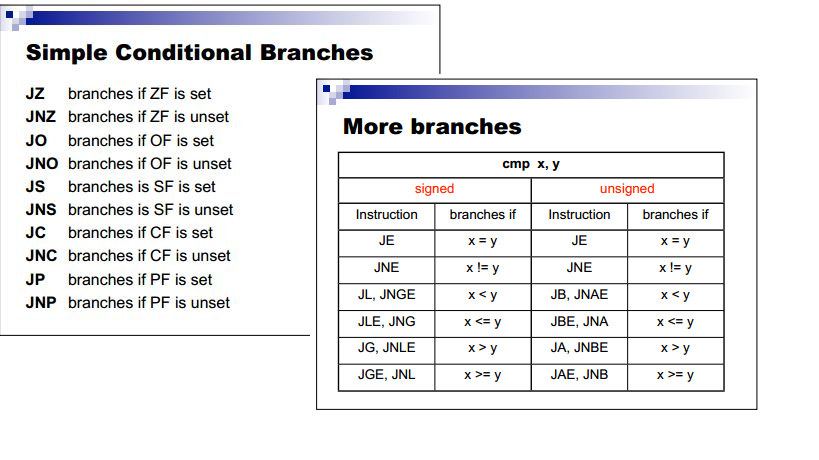 Simple Conditional Branches
JZ branches if ZF is set
JNZ branches if ZF is unset
JO branches if OF is set
JNO branches if OF is unset
JS branches is SF is set
JNS branches is SF is unset
JC branches if CF is set
JNC branches if CF is unset
JP branches if PF is set
JNP branches if PF is unset
More branches
cmp x, y
signed unsigned
Instruction branches if Instruction branches if
JE x = y JE x = y
JNE x != y JNE x != y
JL, JNGE x < y JB, JNAE x < y
JLE, JNG x <= y JBE, JNA x <= y
JG, JNLE x > y JA, JNBE x > y
JGE, JNL x >= y JAE, JNB x >= y